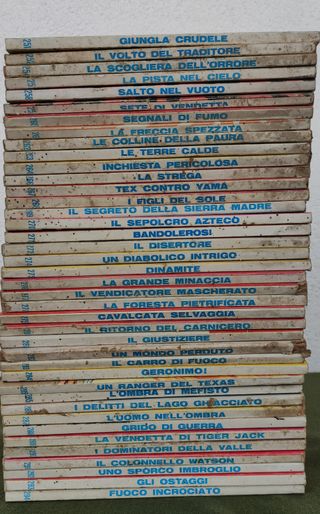 GIUNGLA CRUDELE
IL VOLTO DEL TRADITORE
LA SCOGLIERA DELL'ORRORE
LA PISTA NEL CIELO
SALTO NEL VUOTO
SETE DI VENDETTA
SEGNALI DI FUMO
LA FRECCIA SPEZZATA
LE COLLINE DELLA PAURA
LE TERRE CALDE
INCHIESTA PERICOLOSA
LA STREGA
TEX CONTRO YAMA
I FIGLI DEL SOLE
IL SEGRETO DELLA SIERRA MADRE
IL SEPOLCRO AZTECO
BANDOLEROS!
IL DISERTORE
UN DIABOLICO INTRIGO
DINAMITE
LA GRANDE MINACCIA
IL VENDICATORE MASCHERATO
LA FORESTA PIETRIFICATA
CAVALCATA SELVAGGIA
IL RITORNO DEL CARNICERO
IL GIUSTIZIERE
UN MONDO PERDUTO
IL CARRO DI FUOCO
GERONIMO!
UN RANGER DEL TEXAS
L'OMBRA DI MEFISTO
I DELITTI DEL LAGO GHIACCIATO
L'UOMO NELL'OMBRA
GRIDO DI GUERRA
LA VENDETTA DI TIGER JACK
I DOMINATORI DELLA VALLE
IL COLONNELLO WATSON
UNO SPORCO IMBROGLIO
GLI OSTAGGI
FUOCO INCROCIATO